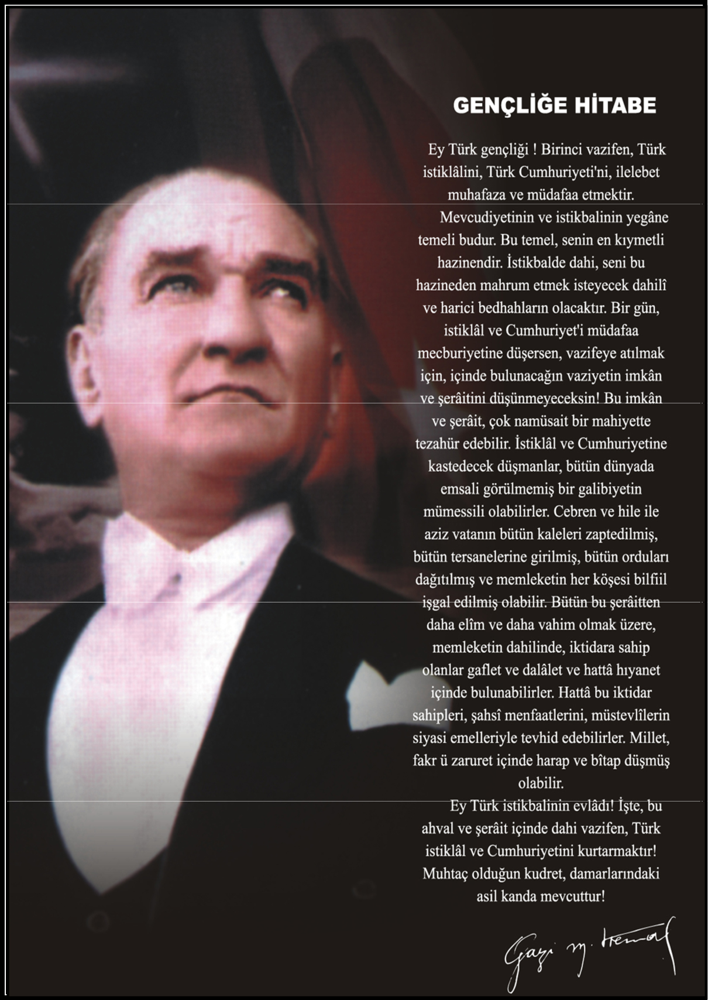 GENÇLİĞE HİTABE
Ey Türk gençliği ! Birinci vazifen, Türk
istiklâlini, Türk Cumhuriyeti'ni, ilelebet
muhafaza ve müdafaa etmektir.
Mevcudiyetinin ve istikbalinin yegâne
temeli budur. Bu temel, senin en kıymetli
hazinendir. İstikbalde dahi, seni bu
hazineden mahrum etmek isteyecek dahilî
ve harici bedhahların olacaktır. Bir gün,
istiklâl ve Cumhuriyet'i müdafaa
mecburiyetine düşersen, vazifeye atılmak
için, içinde bulunacağın vaziyetin imkân
ve şerâitini düşünmeyeceksin! Bu imkân
ve şerâit, çok namüsait bir mahiyette
tezahür edebilir. İstiklâl ve Cumhuriyetine
kastedecek düşmanlar, bütün dünyada
emsali görülmemiş bir galibiyetin
mümessili olabilirler. Cebren ve hile ile
aziz vatanın bütün kaleleri zaptedilmiş,
bütün tersanelerine girilmiş, bütün orduları
dağıtılmış ve memleketin her köşesi bilfiil
işgal edilmiş olabilir. Bütün bu şerâitten
daha elîm ve daha vahim olmak üzere,
memleketin dahilinde, iktidara sahip
olanlar gaflet ve dalâlet ve hattâ hıyanet
içinde bulunabilirler. Hattâ bu iktidar
sahipleri, şahsî menfaatlerini, müstevlîlerin
siyasi emelleriyle tevhid edebilirler. Millet,
fakr ü zaruret içinde harap ve bîtap düşmüş
olabilir.
Ey Türk istikbalinin evlâdı! İşte, bu
ahval ve şerâit içinde dahi vazifen, Türk
istiklâl ve Cumhuriyetini kurtarmaktır!
Muhtaç olduğun kudret, damarlarındaki
asil kanda mevcuttur!
Gazi M. Kemal